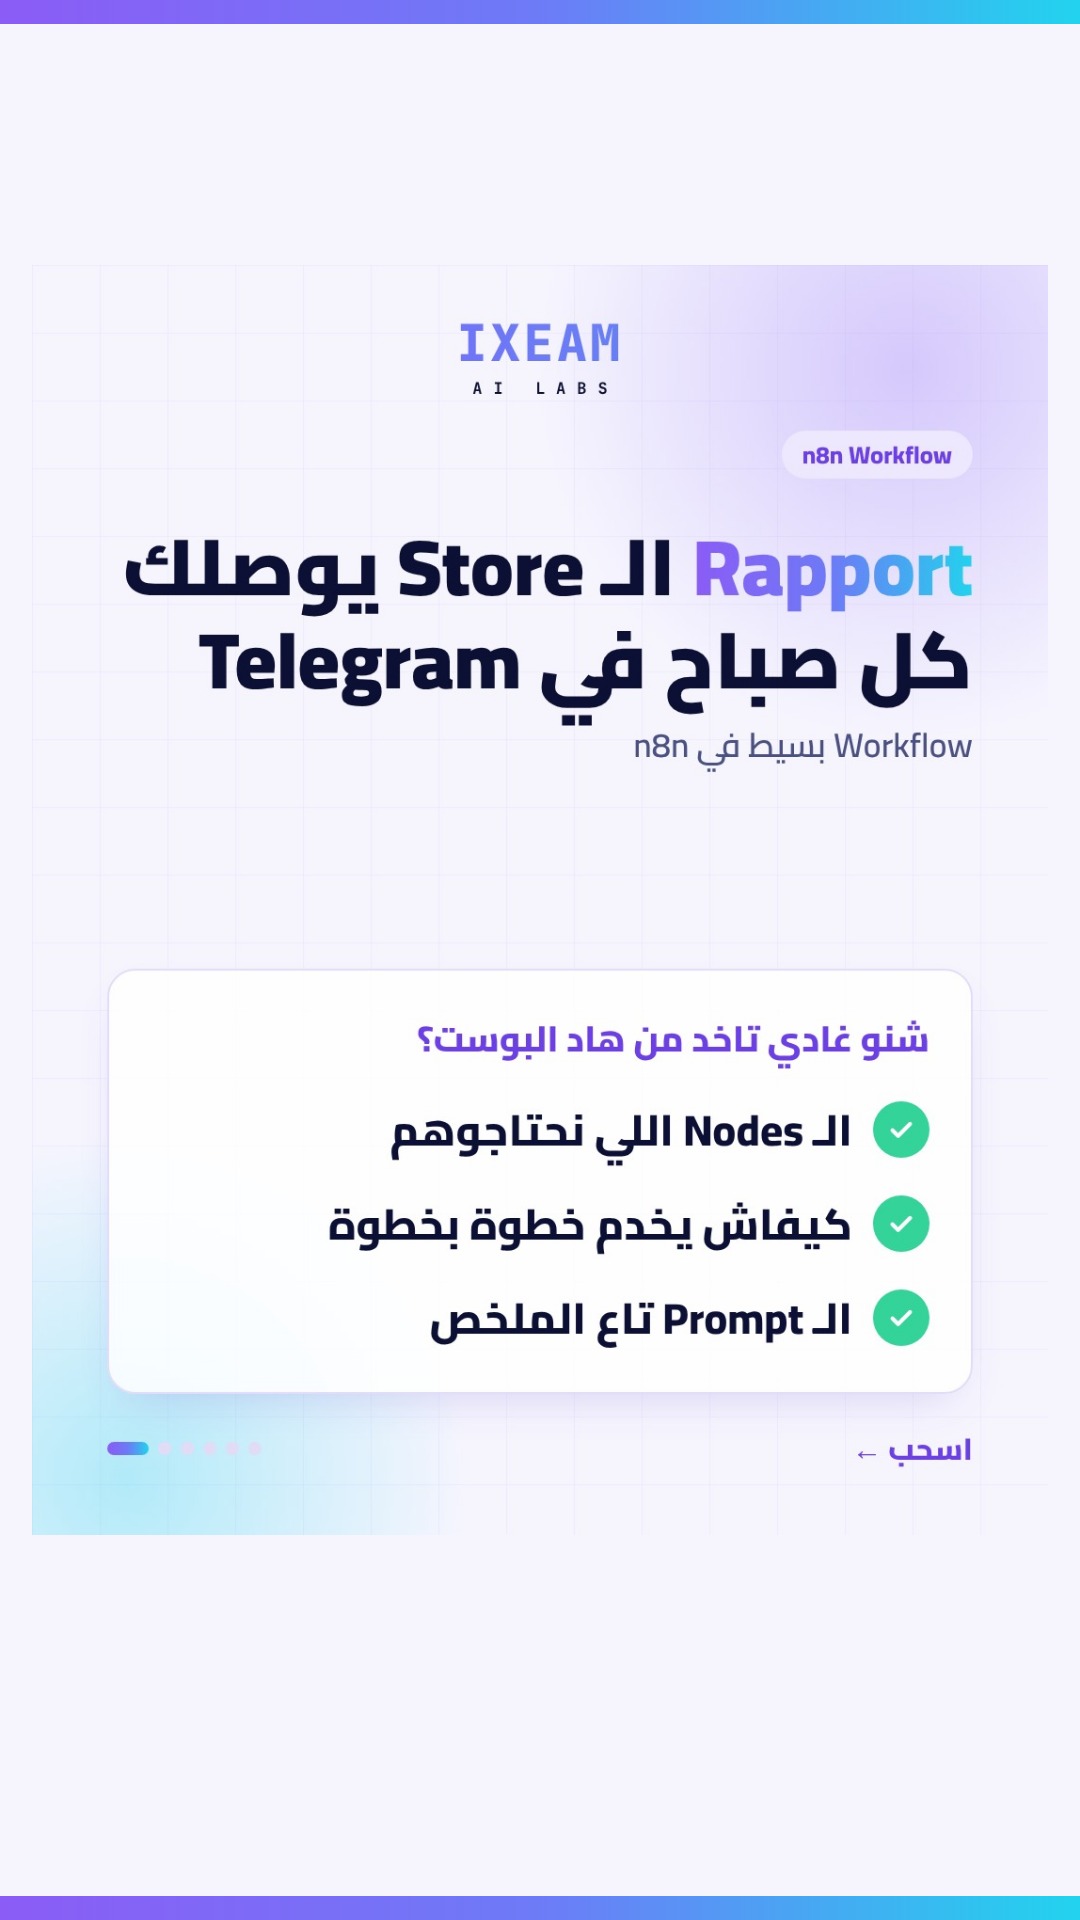 IXEAM
AI LABS
n8n Workflow
Rapport الـ Store يوصلك
كل صباح في Telegram
Workflow بسيط في n8n
شنو غادي تاخد من هاد البوست؟
الـ Nodes اللي نحتاجوهم
كيفاش يخدم خطوة بخطوة
الـ Prompt تاع الملخص
اسحب ←